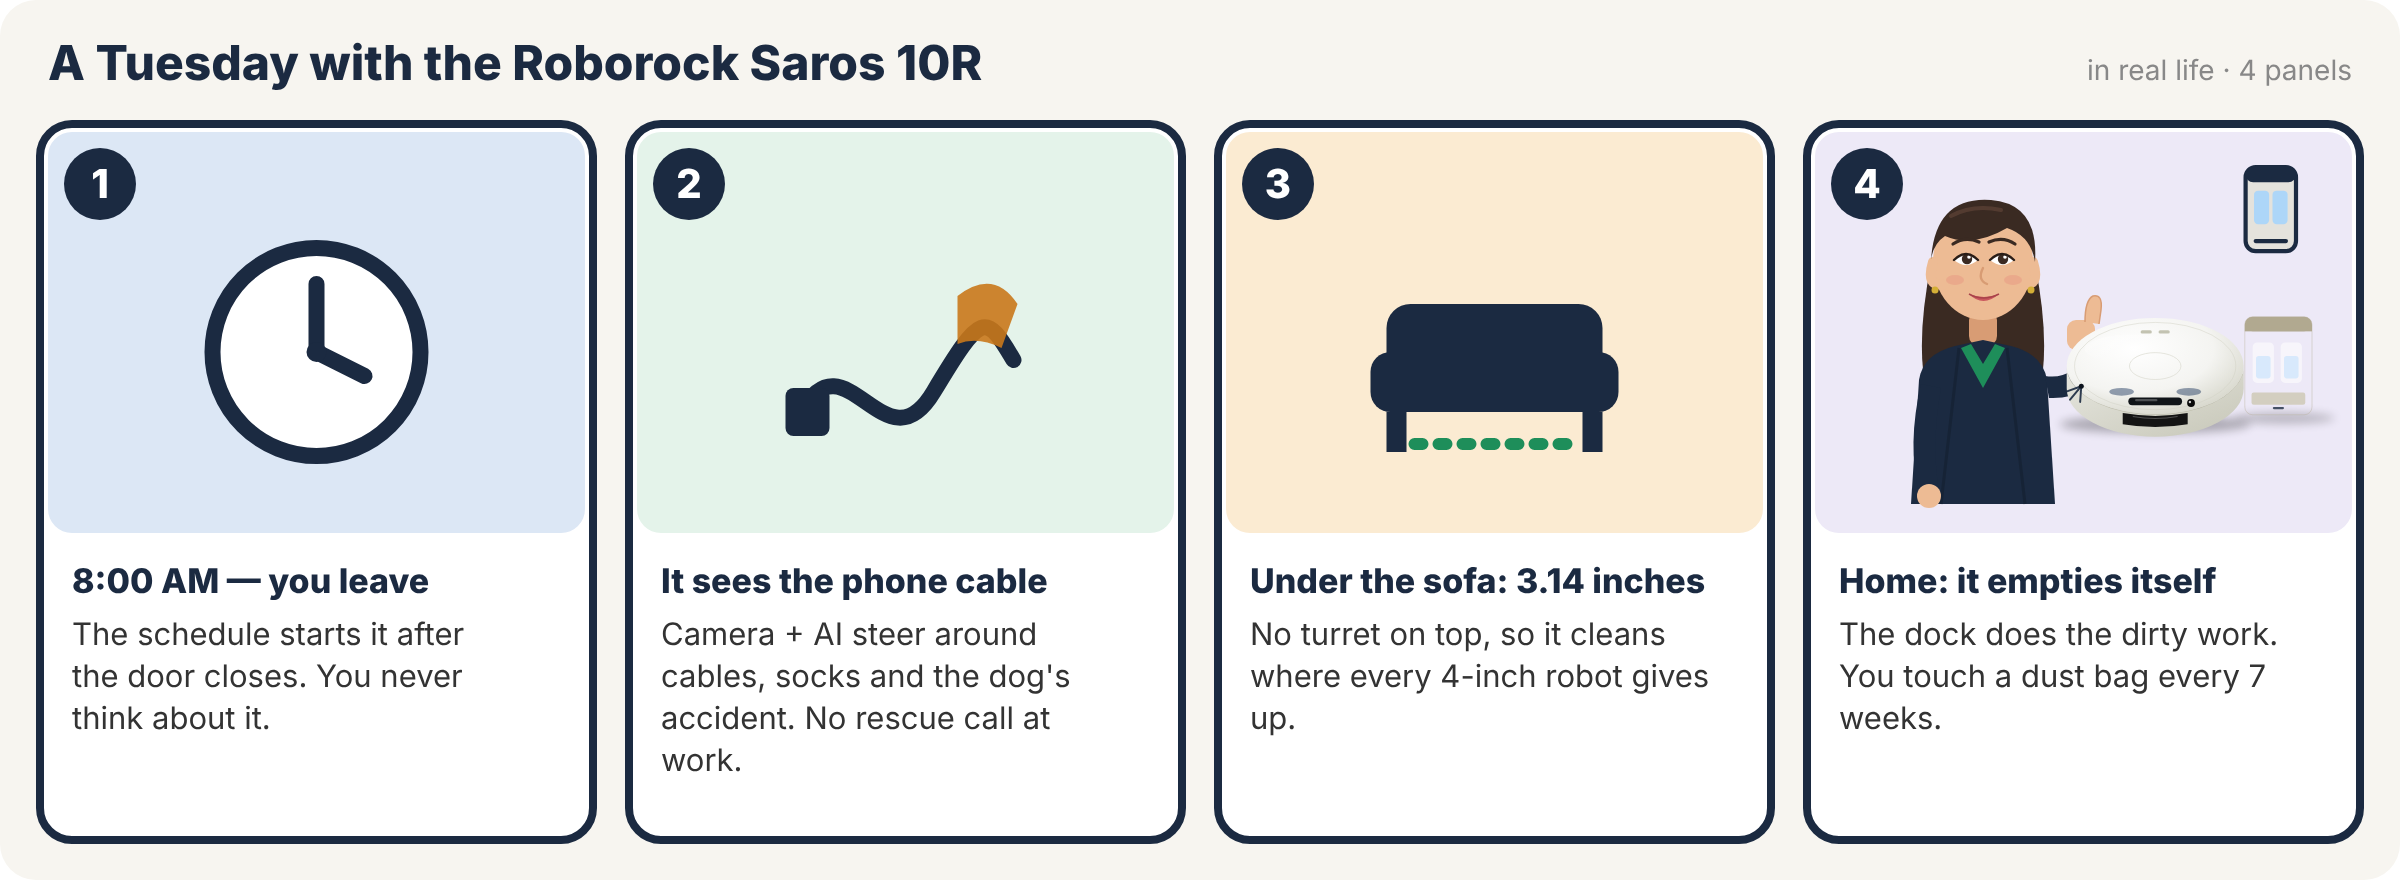 A Tuesday with the Roborock Saros 10R
in real life · 4 panels
1
8:00 AM — you leave
The schedule starts it after
the door closes. You never
think about it.
2
It sees the phone cable
Camera + AI steer around
cables, socks and the dog's
accident. No rescue call at
work.
3
Under the sofa: 3.14 inches
No turret on top, so it cleans
where every 4-inch robot gives
up.
4
Home: it empties itself
The dock does the dirty work.
You touch a dust bag every 7
weeks.